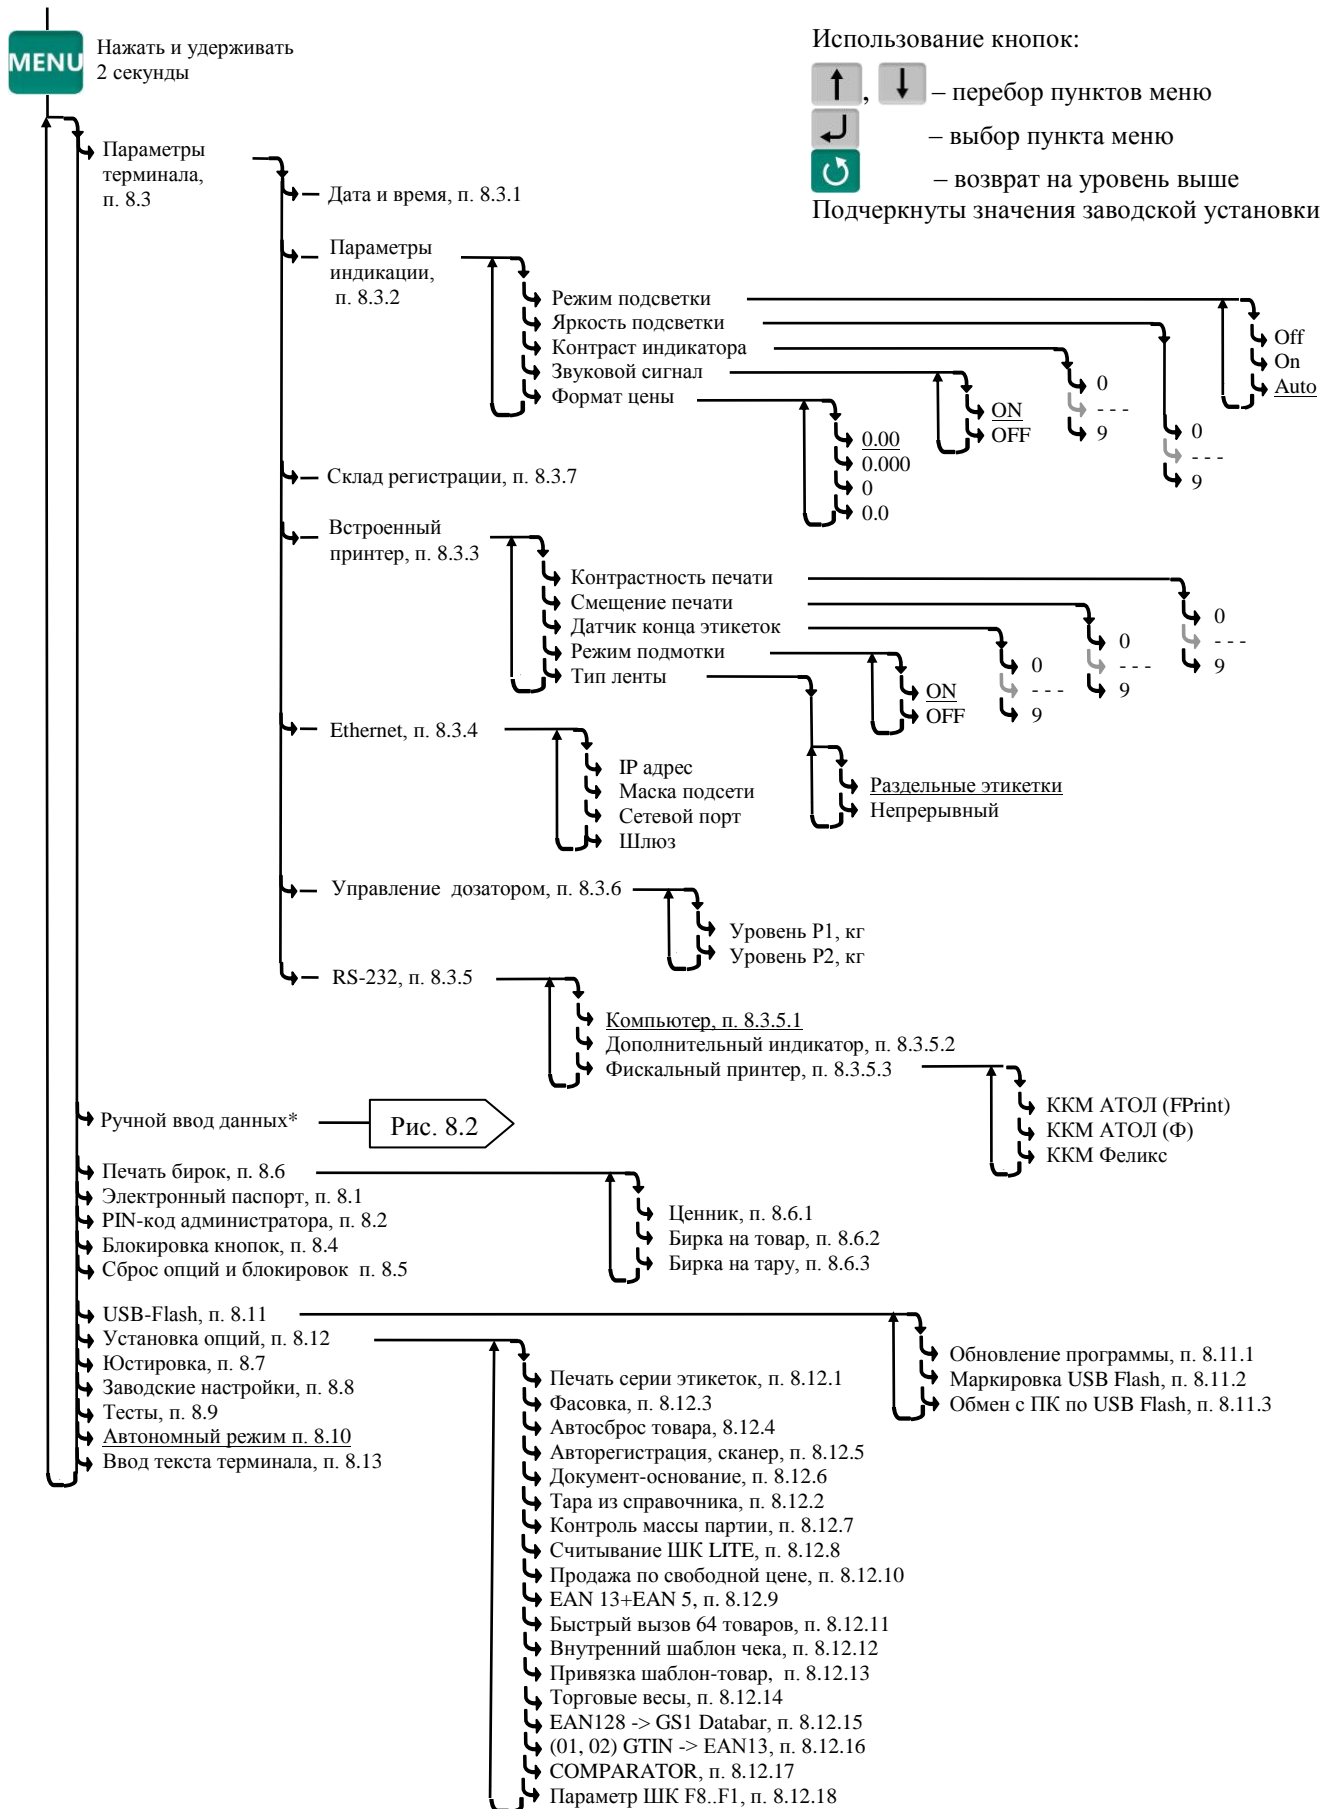 MENU
Нажать и удерживать
2 секунды
Использование кнопок:
, – перебор пунктов меню
– выбор пункта меню
– возврат на уровень выше
Подчеркнуты значения заводской установки
Параметры
терминала,
п. 8.3
Дата и время, п. 8.3.1
Параметры
индикации,
п. 8.3.2
Режим подсветки
Яркость подсветки
Контраст индикатора
Звуковой сигнал
Формат цены
Off
On
Auto
0
- - -
9
0
- - -
9
ON
OFF
0.00
0.000
0
0.0
Склад регистрации, п. 8.3.7
Встроенный
принтер, п. 8.3.3
Контрастность печати
Смещение печати
Датчик конца этикеток
Режим подмотки
Тип ленты
0
- - -
9
0
- - -
9
0
- - -
9
ON
OFF
Раздельные этикетки
Непрерывный
Ethernet, п. 8.3.4
IP адрес
Маска подсети
Сетевой порт
Шлюз
Управление дозатором, п. 8.3.6
Уровень P1, кг
Уровень P2, кг
RS-232, п. 8.3.5
Компьютер, п. 8.3.5.1
Дополнительный индикатор, п. 8.3.5.2
Фискальный принтер, п. 8.3.5.3
ККМ АТОЛ (FPrint)
ККМ АТОЛ (Ф)
ККМ Феликс
Ручной ввод данных*
Рис. 8.2
Печать бирок, п. 8.6
Электронный паспорт, п. 8.1
PIN-код администратора, п. 8.2
Блокировка кнопок, п. 8.4
Сброс опций и блокировок п. 8.5
Ценник, п. 8.6.1
Бирка на товар, п. 8.6.2
Бирка на тару, п. 8.6.3
USB-Flash, п. 8.11
Установка опций, п. 8.12
Юстировка, п. 8.7
Заводские настройки, п. 8.8
Тесты, п. 8.9
Автономный режим п. 8.10
Ввод текста терминала, п. 8.13
Обновление программы, п. 8.11.1
Маркировка USB Flash, п. 8.11.2
Обмен с ПК по USB Flash, п. 8.11.3
Печать серии этикеток, п. 8.12.1
Фасовка, п. 8.12.3
Автосброс товара, 8.12.4
Авторегистрация, сканер, п. 8.12.5
Документ-основание, п. 8.12.6
Тара из справочника, п. 8.12.2
Контроль массы партии, п. 8.12.7
Считывание ШК LITE, п. 8.12.8
Продажа по свободной цене, п. 8.12.10
EAN 13+EAN 5, п. 8.12.9
Быстрый вызов 64 товаров, п. 8.12.11
Внутренний шаблон чека, п. 8.12.12
Привязка шаблон-товар, п. 8.12.13
Торговые весы, п. 8.12.14
EAN128 -> GS1 Databar, п. 8.12.15
(01, 02) GTIN -> EAN13, п. 8.12.16
COMPARATOR, п. 8.12.17
Параметр ШК F8..F1, п. 8.12.18